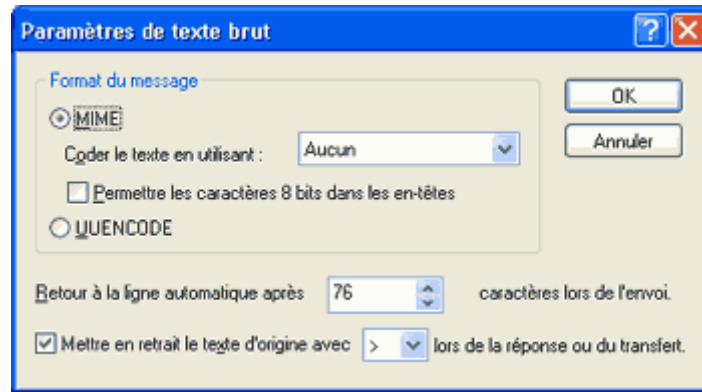 Paramètres de texte brut
Format du message
MIME
Coder le texte en utilisant : Aucun
Permettre les caractères 8 bits dans les en-têtes
UUENCODE
OK
Annuler
Retour à la ligne automatique après 76 caractères lors de l'envoi.
Mettre en retrait le texte d'origine avec > lors de la réponse ou du transfert.